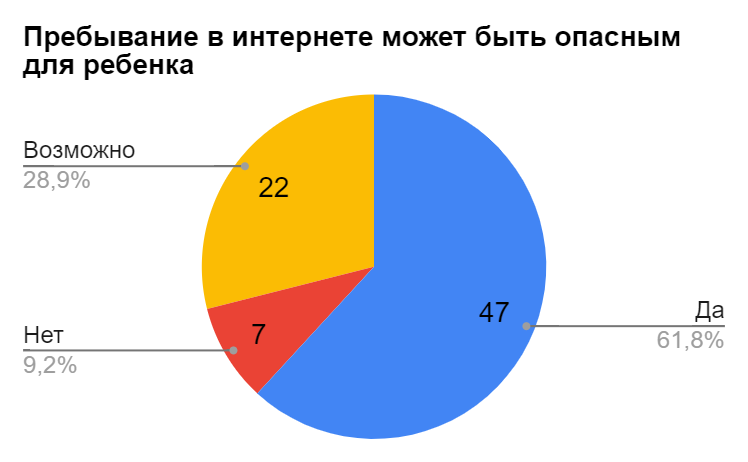 Пребывание в интернете может быть опасным
для ребенка
Возможно
28,9%
22
Нет
9,2%
7
47
Да
61,8%